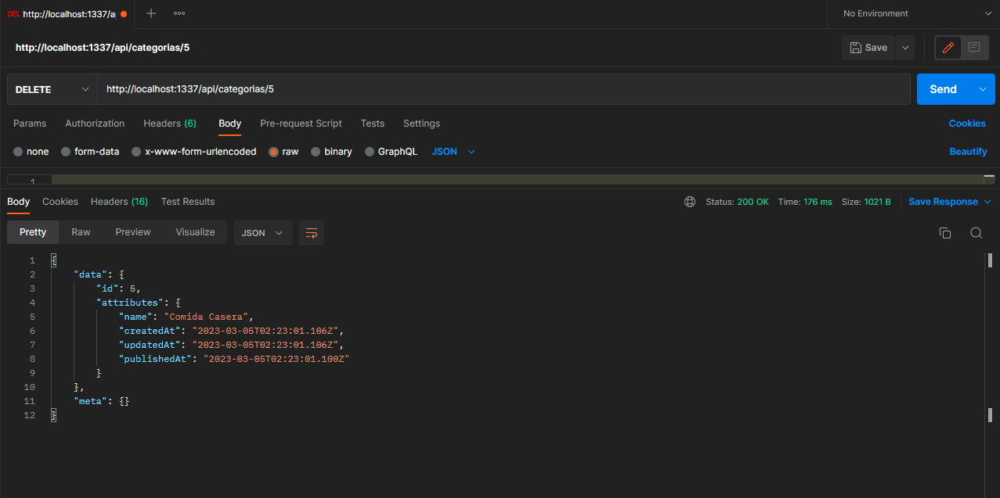 DEL http://localhost:1337/a
No Environment
http://localhost:1337/api/categorias/5
Save
DELETE
http://localhost:1337/api/categorias/5
Send
Params Authorization Headers (6) Body Pre-request Script Tests Settings Cookies
none form-data x-www-form-urlencoded raw binary GraphQL JSON Beautify
1
Body Cookies Headers (16) Test Results Status: 200 OK Time: 176 ms Size: 1021 B Save Response
Pretty Raw Preview Visualize JSON
1 {
2 "data": {
3 "id": 5,
4 "attributes": {
5 "name": "Comida Casera",
6 "createdAt": "2023-03-05T02:23:01.106Z",
7 "updatedAt": "2023-03-05T02:23:01.106Z",
8 "publishedAt": "2023-03-05T02:23:01.100Z"
9 }
10 },
11 "meta": {}
12 }